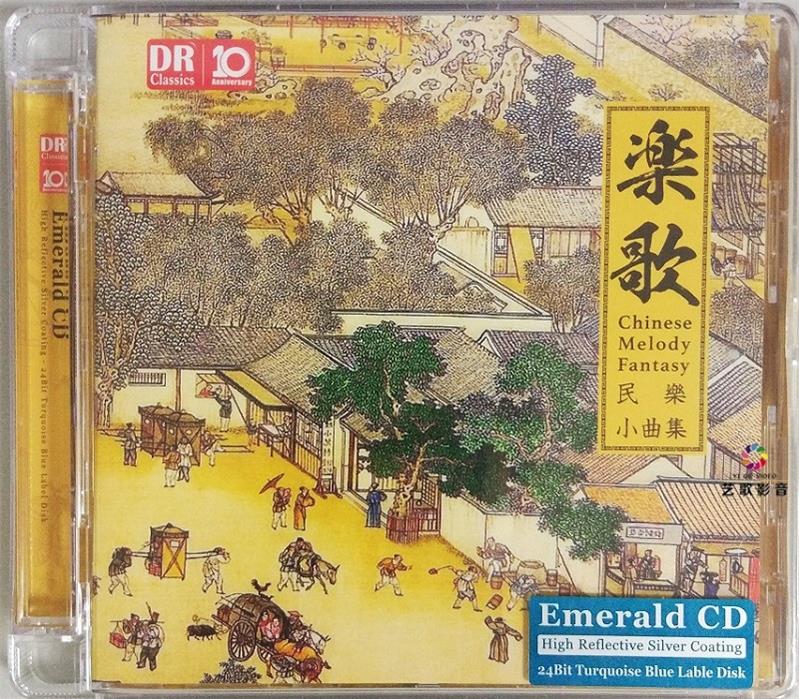 DR
Classics
10
Anniversary
楽
歌
Chinese
Melody
Fantasy
民樂
小曲集
艺歌影音
Emerald CD
High Reflective Silver Coating
24Bit Turquoise Blue Lable Disk
DR
Classics
10
Emerald CD
High Reflective Silver Coating - 24Bit Turquoise Blue Label Disk